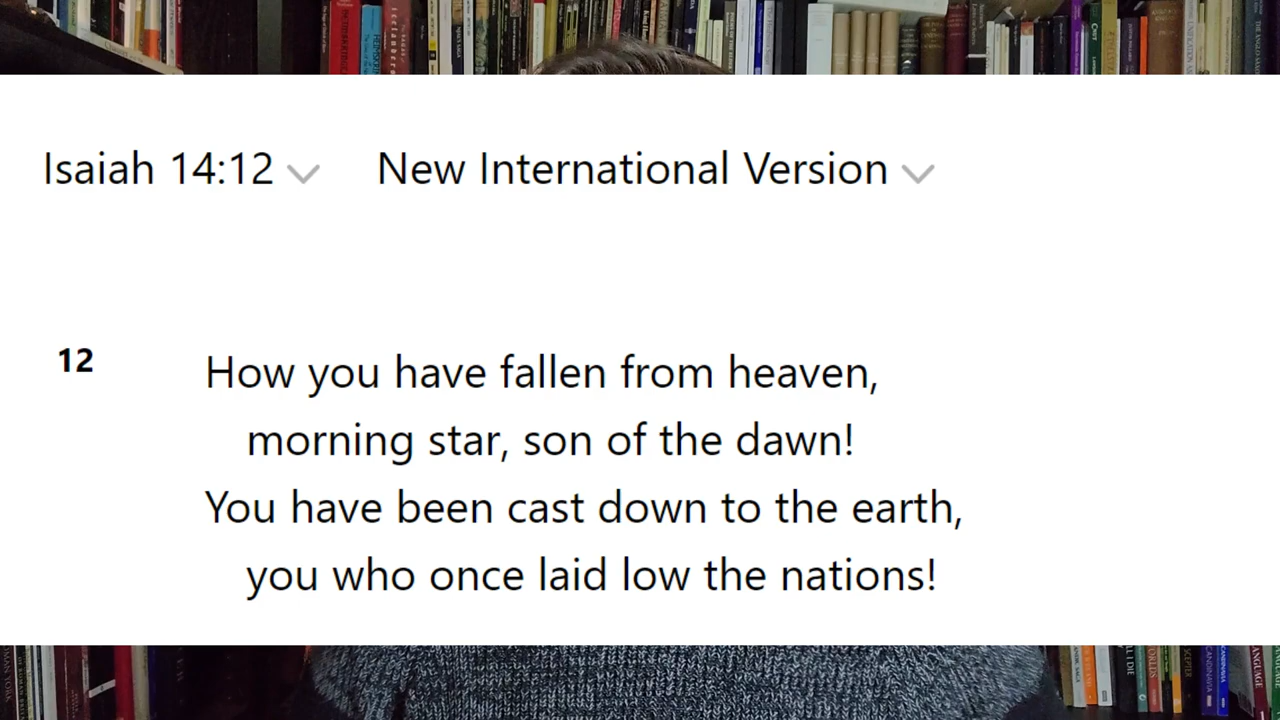 Isaiah 14:12 New International Version
12 How you have fallen from heaven,
morning star, son of the dawn!
You have been cast down to the earth,
you who once laid low the nations!